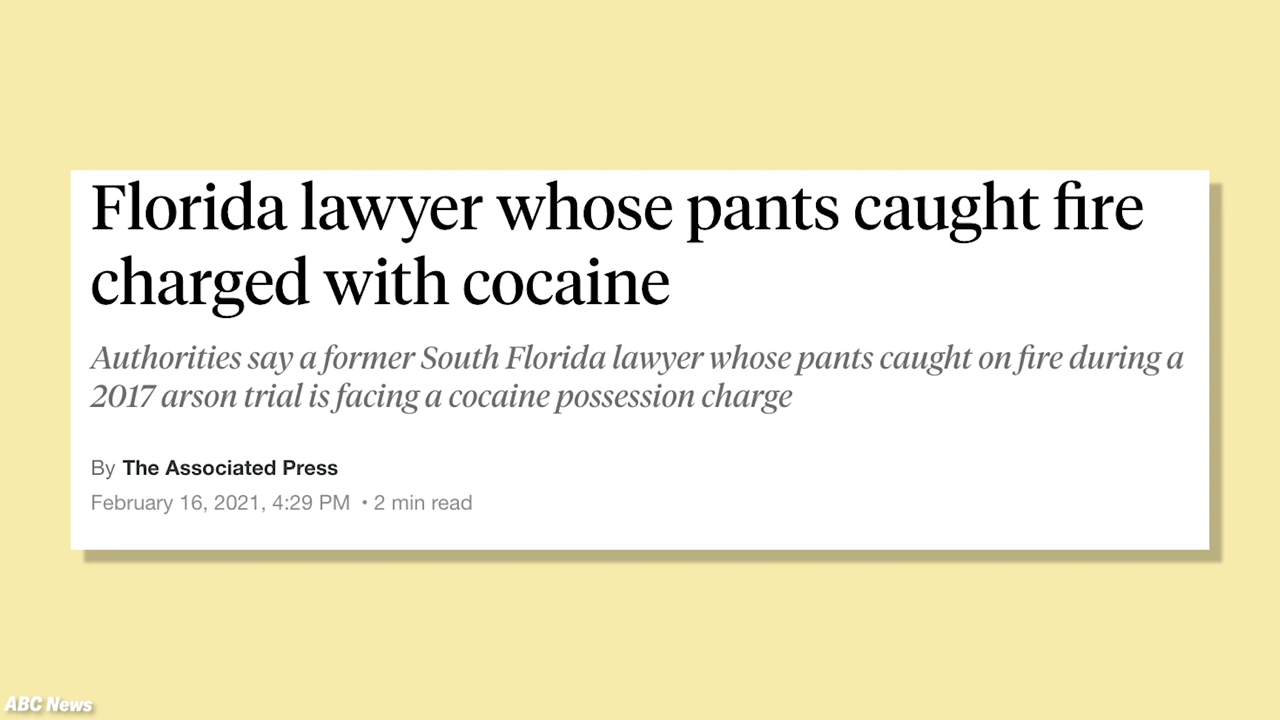 Florida lawyer whose pants caught fire
charged with cocaine
Authorities say a former South Florida lawyer whose pants caught on fire during a
2017 arson trial is facing a cocaine possession charge
By The Associated Press
February 16, 2021, 4:29 PM • 2 min read
ABC News